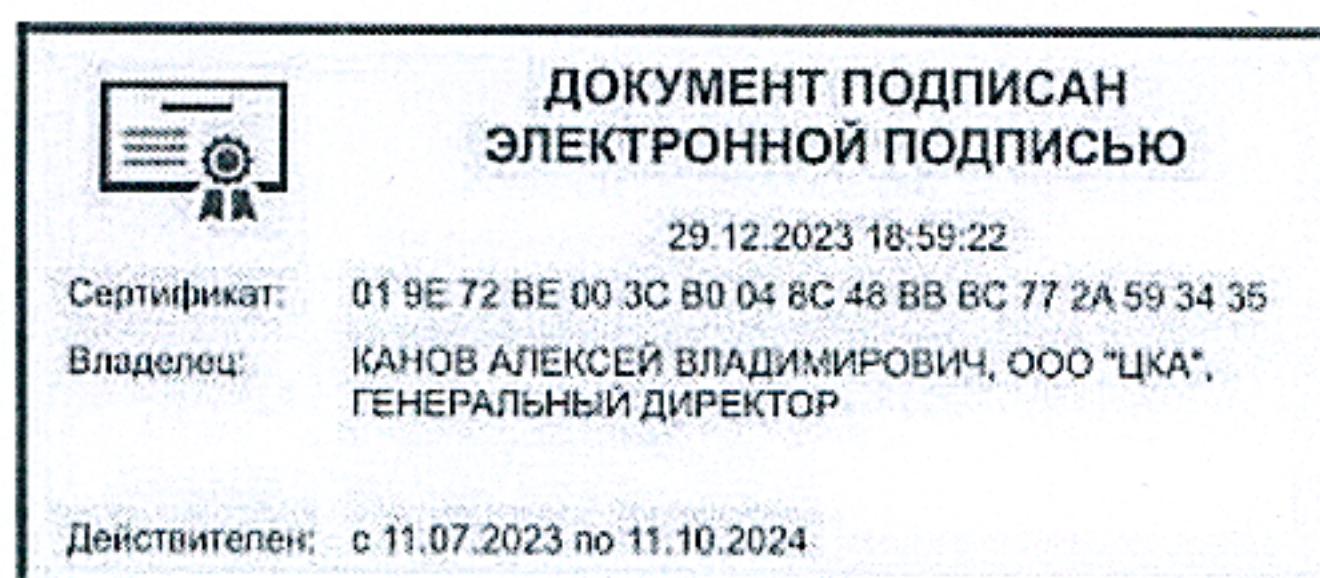 ДОКУМЕНТ ПОДПИСАН
ЭЛЕКТРОННОЙ ПОДПИСЬЮ
29.12.2023 18:59:22
Сертификат: 01 9E 72 BE 00 3C B0 04 8C 48 BB BC 77 2A 59 34 35
Владелец: КАНОВ АЛЕКСЕЙ ВЛАДИМИРОВИЧ, ООО "ЦКА",
ГЕНЕРАЛЬНЫЙ ДИРЕКТОР
Действителен: с 11.07.2023 по 11.10.2024